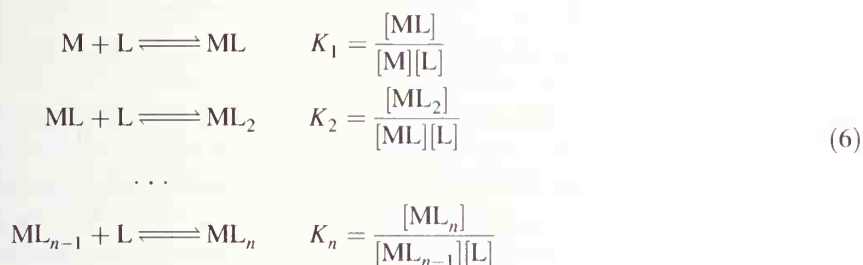 M + L ⇌ ML K₁ = [ML] / [M][L]
ML + L ⇌ ML₂ K₂ = [ML₂] / [ML][L]
(6)
. . .
MLₙ₋₁ + L ⇌ MLₙ Kₙ = [MLₙ] / [MLₙ₋₁][L]